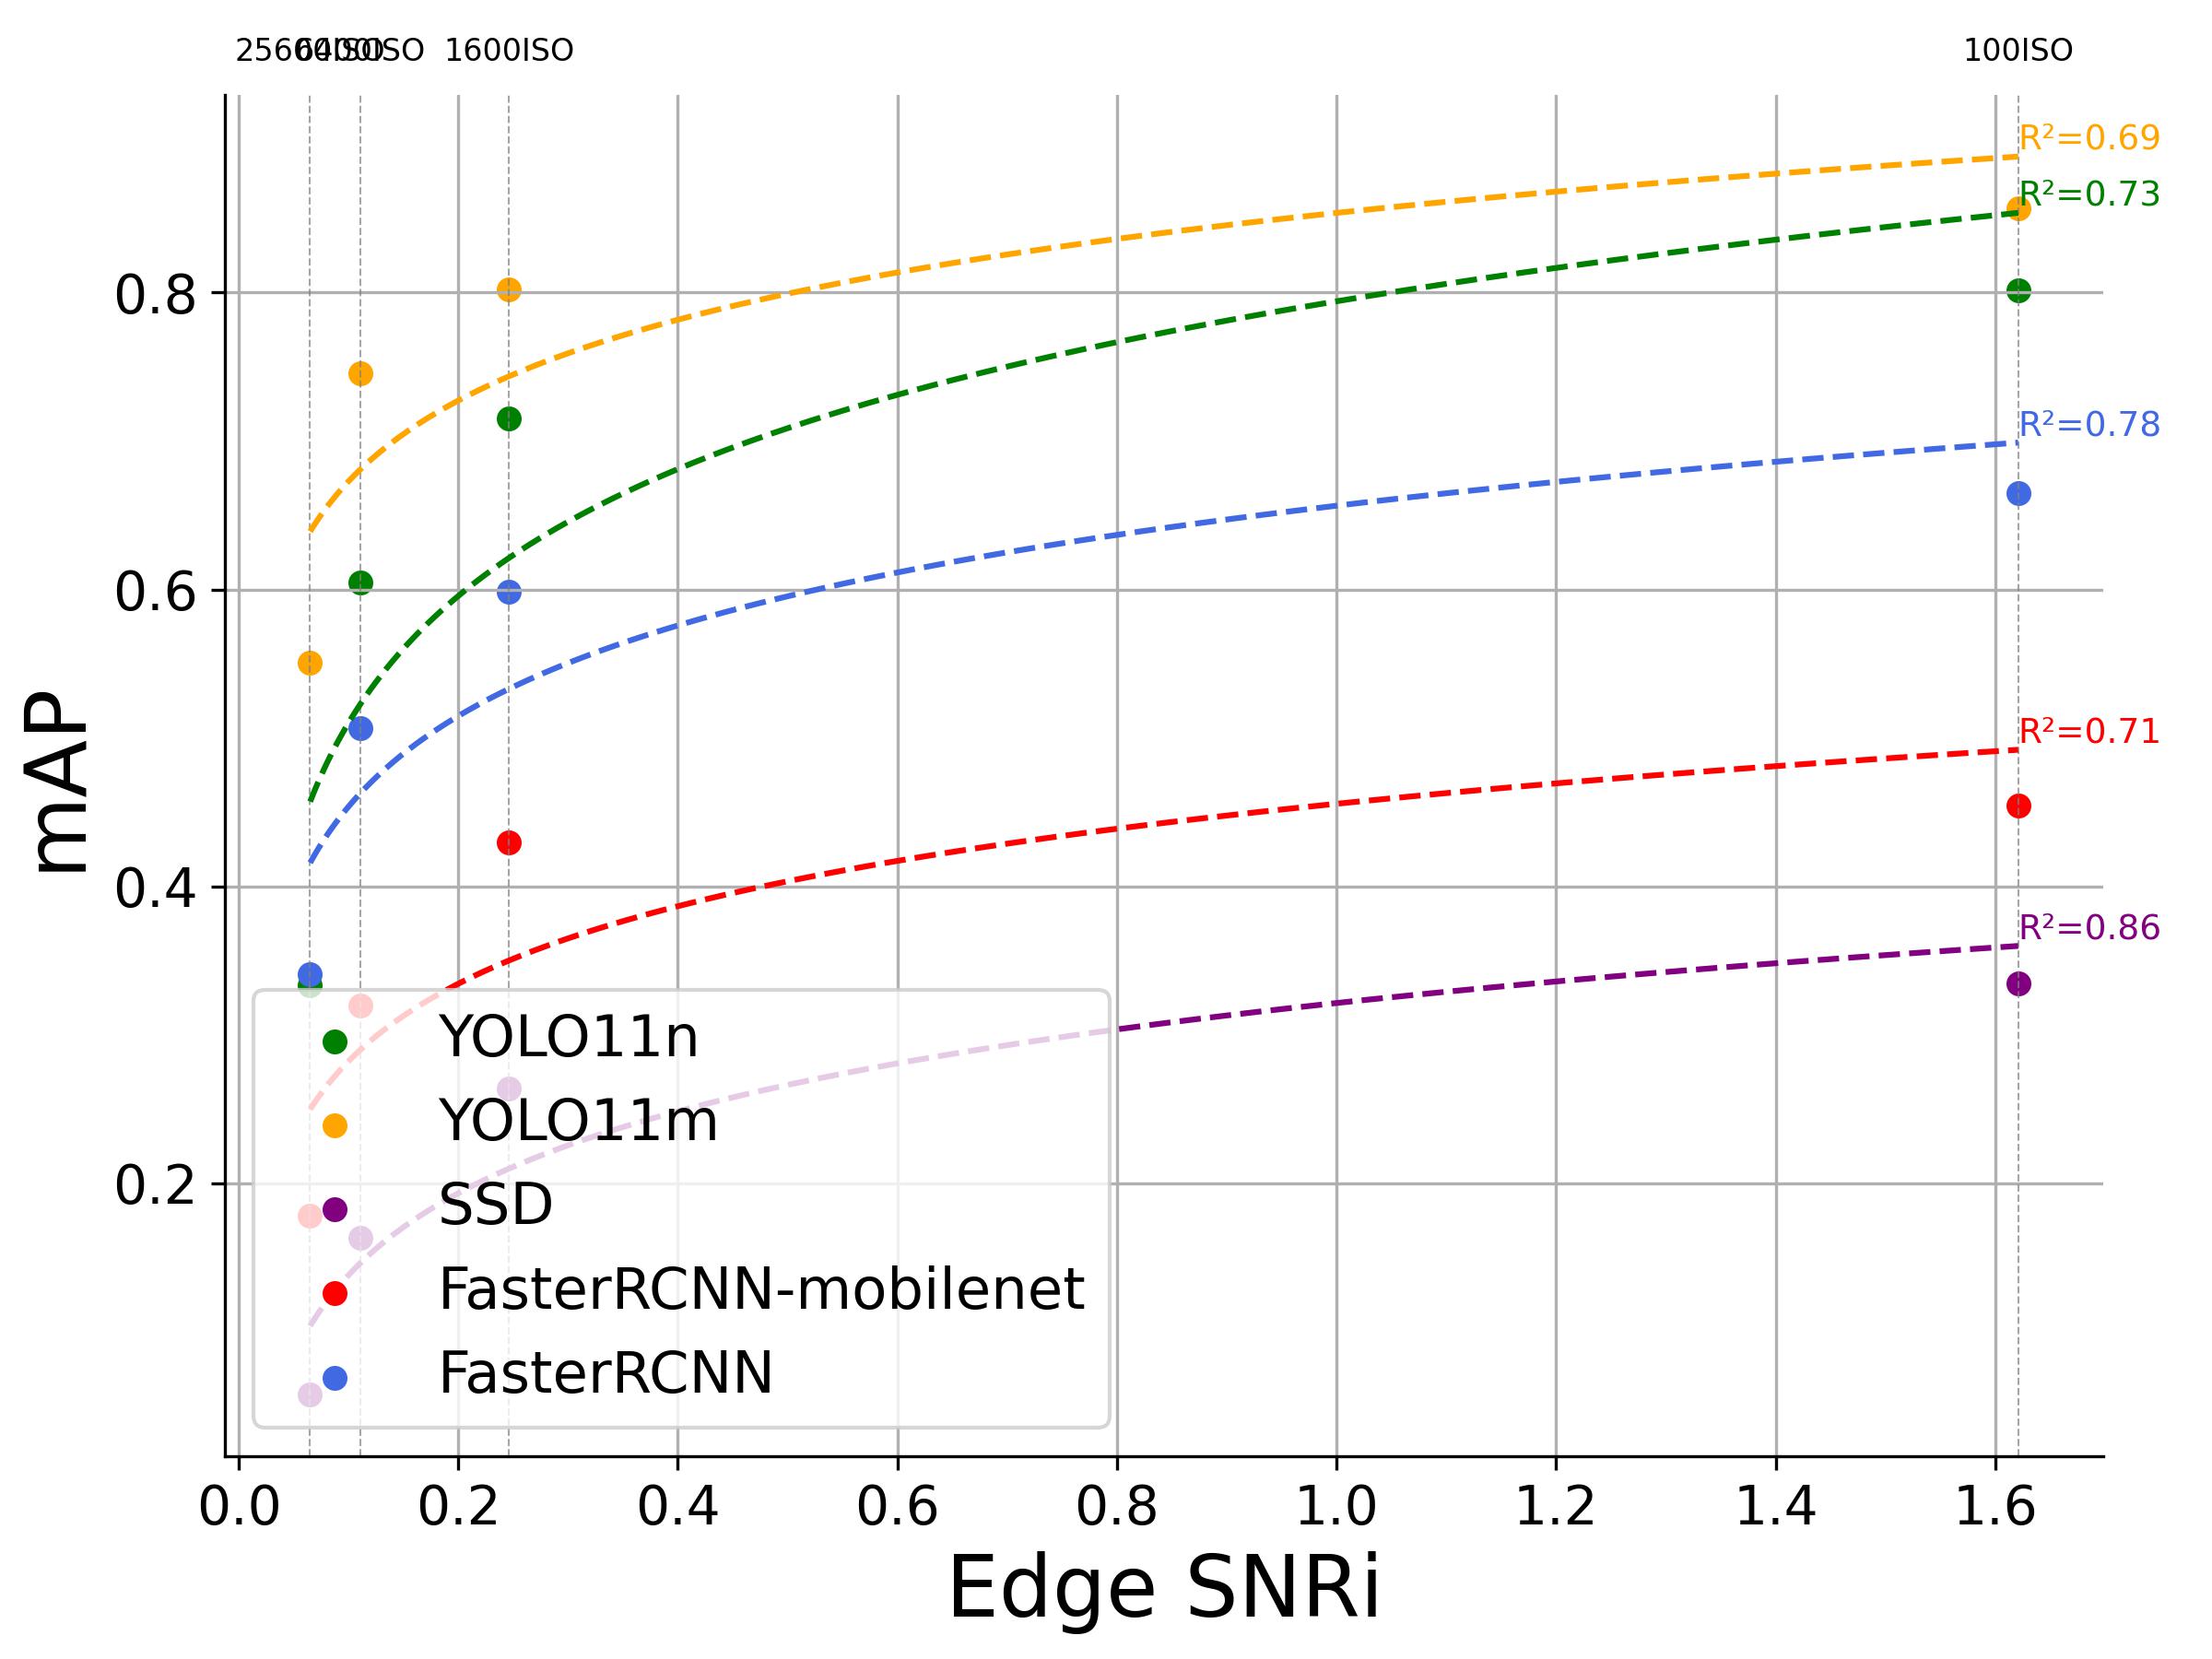 25600ISO 6400ISO 1600ISO 100ISO
R²=0.69
R²=0.73
R²=0.78
R²=0.71
R²=0.86
0.8
0.6
0.4
0.2
mAP
YOLO11n
YOLO11m
SSD
FasterRCNN-mobilenet
FasterRCNN
0.0 0.2 0.4 0.6 0.8 1.0 1.2 1.4 1.6
Edge SNRi